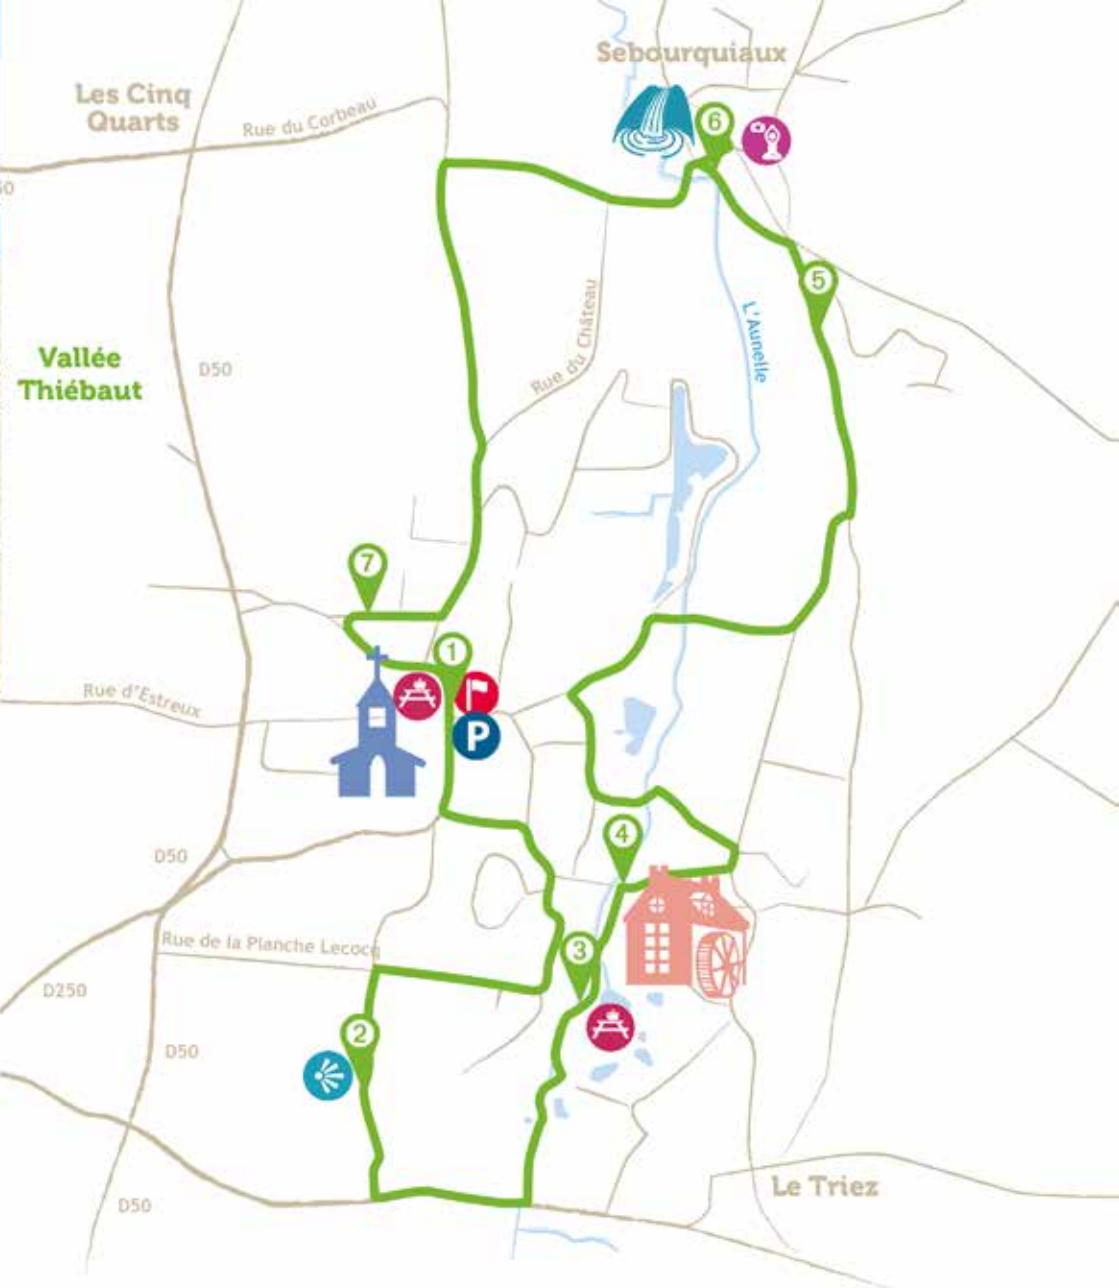 Sebourquiaux
Les Cinq
Quarts
Rue du Corbeau
6
5
L'Aunelle
Rue du Château
Vallée
Thiébaut
D50
7
1
Rue d'Estreux
P
4
D50
3
Rue de la Planche Lecocq
D250
2
D50
Le Triez
D50